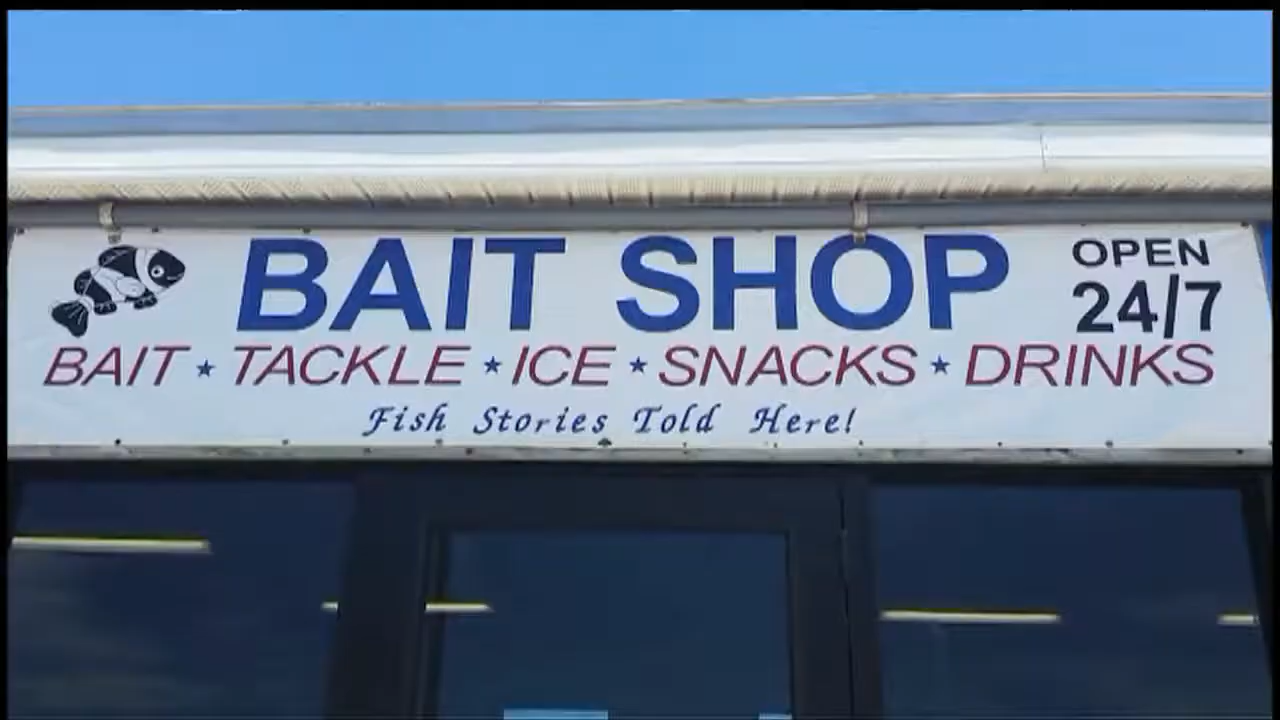 BAIT SHOP
OPEN
24/7
BAIT ★ TACKLE ★ ICE ★ SNACKS ★ DRINKS
Fish Stories Told Here!